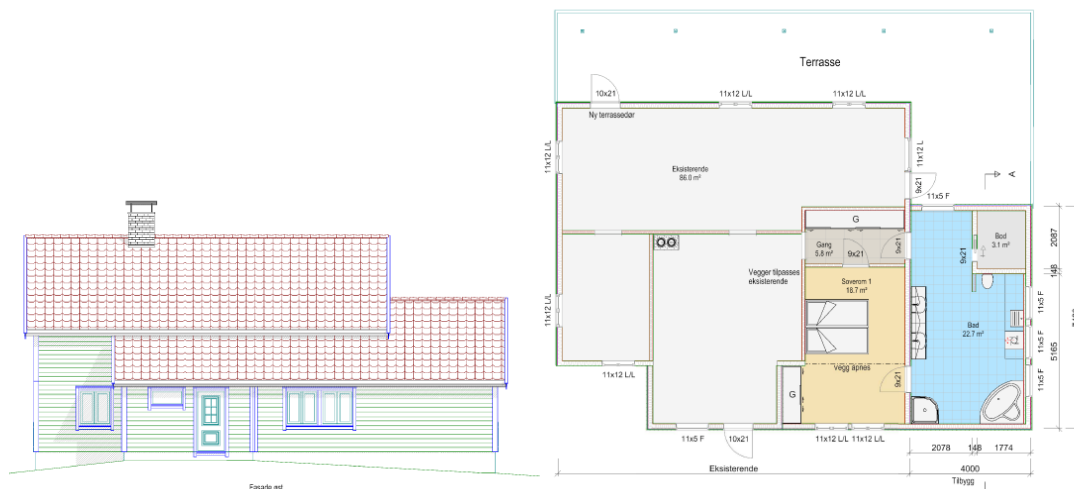 Fasade øst
Terrasse
10x21
11x12 L/L
11x12 L/L
Ny terrassedør
11x12 L/L
11x12 L
Eksisterende
86.0 m²
9x21
A
11x5 F
G
Gang
5.8 m²
9x21
9x21
9x21
Bod
3.1 m²
2087
148
Vegger tilpasses
eksisterende
Soverom 1
18.7 m²
11x12 L/L
Bad
22.7 m²
11x5 F
11x5 F
11x5 F
5165
Vegg åpnes
9x21
11x12 L/L
G
11x5 F
10x21
11x12 L/L
11x12 L/L
2078
146
1774
Eksisterende
4000
Tilbygg